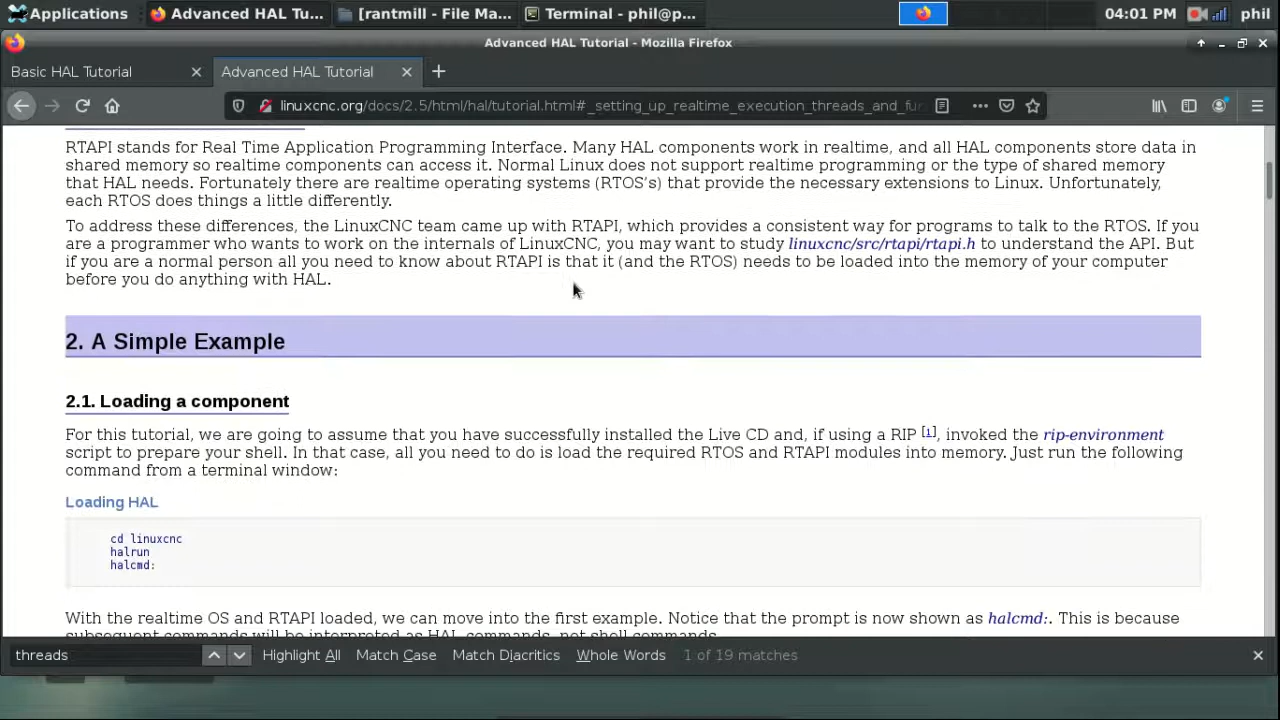 Applications
Advanced HAL Tu...
[rantmill - File Ma...
Terminal - phil@p...
04:01 PM
phil
Advanced HAL Tutorial - Mozilla Firefox
Basic HAL Tutorial
Advanced HAL Tutorial
linuxcnc.org/docs/2.5/html/hal/tutorial.html#_setting_up_realtime_execution_threads_and_fur
RTAPI stands for Real Time Application Programming Interface. Many HAL components work in realtime, and all HAL components store data in
shared memory so realtime components can access it. Normal Linux does not support realtime programming or the type of shared memory
that HAL needs. Fortunately there are realtime operating systems (RTOS's) that provide the necessary extensions to Linux. Unfortunately,
each RTOS does things a little differently.
To address these differences, the LinuxCNC team came up with RTAPI, which provides a consistent way for programs to talk to the RTOS. If you
are a programmer who wants to work on the internals of LinuxCNC, you may want to study linuxcnc/src/rtapi/rtapi.h to understand the API. But
if you are a normal person all you need to know about RTAPI is that it (and the RTOS) needs to be loaded into the memory of your computer
before you do anything with HAL.
2. A Simple Example
2.1. Loading a component
For this tutorial, we are going to assume that you have successfully installed the Live CD and, if using a RIP [1], invoked the rip-environment
script to prepare your shell. In that case, all you need to do is load the required RTOS and RTAPI modules into memory. Just run the following
command from a terminal window:
Loading HAL
cd linuxcnc
halrun
halcmd:
With the realtime OS and RTAPI loaded, we can move into the first example. Notice that the prompt is now shown as halcmd:. This is because
subsequent commands will be interpreted as HAL commands, not shell commands.
threads
Highlight All
Match Case
Match Diacritics
Whole Words
1 of 19 matches